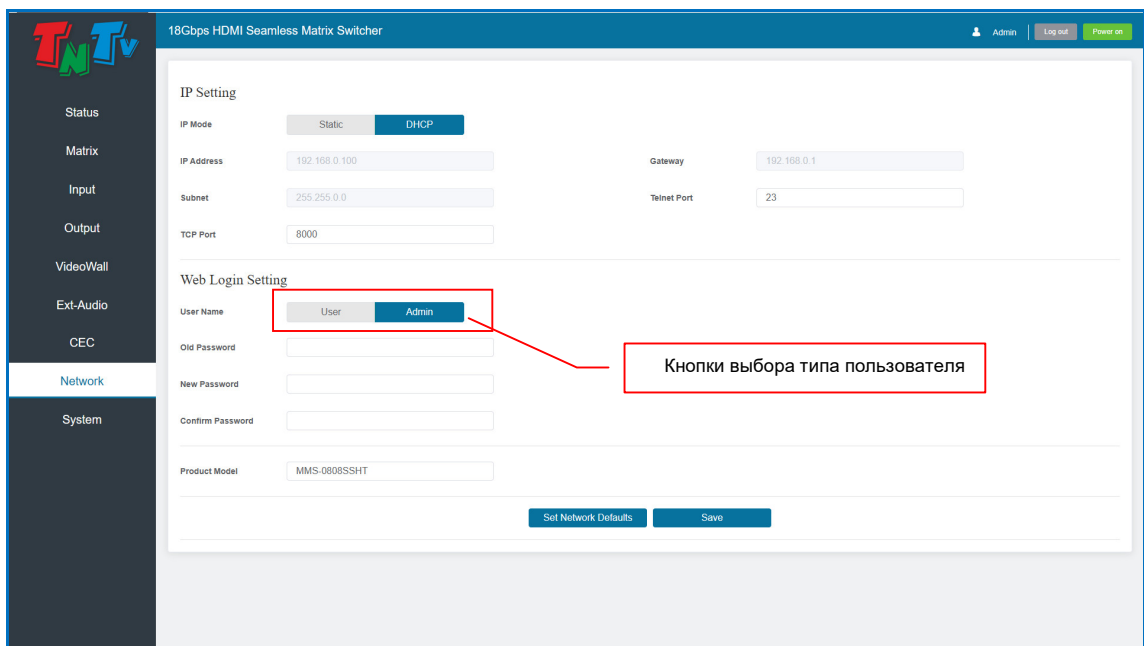 TNTv
18Gbps HDMI Seamless Matrix Switcher
Admin
Log out
Power on
Status
Matrix
Input
Output
VideoWall
Ext-Audio
CEC
Network
System
IP Setting
IP Mode Static DHCP
IP Address 192.168.0.100 Gateway 192.168.0.1
Subnet 255.255.0.0 Telnet Port 23
TCP Port 8000
Web Login Setting
User Name User Admin
Old Password
Кнопки выбора типа пользователя
New Password
Confirm Password
Product Model MMS-0808SSHT
Set Network Defaults Save